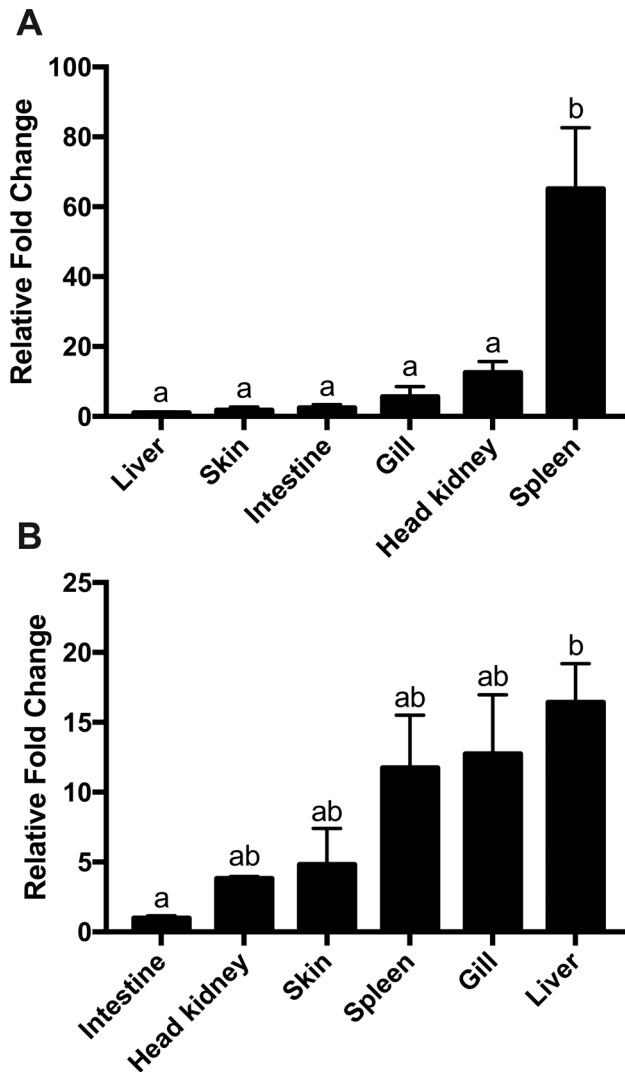 A
Relative Fold Change
100
80
60
40
20
0
a
a
a
a
a
b
Liver
Skin
Intestine
Gill
Head kidney
Spleen
B
Relative Fold Change
25
20
15
10
5
0
a
ab
ab
ab
ab
b
Intestine
Head kidney
Skin
Spleen
Gill
Liver